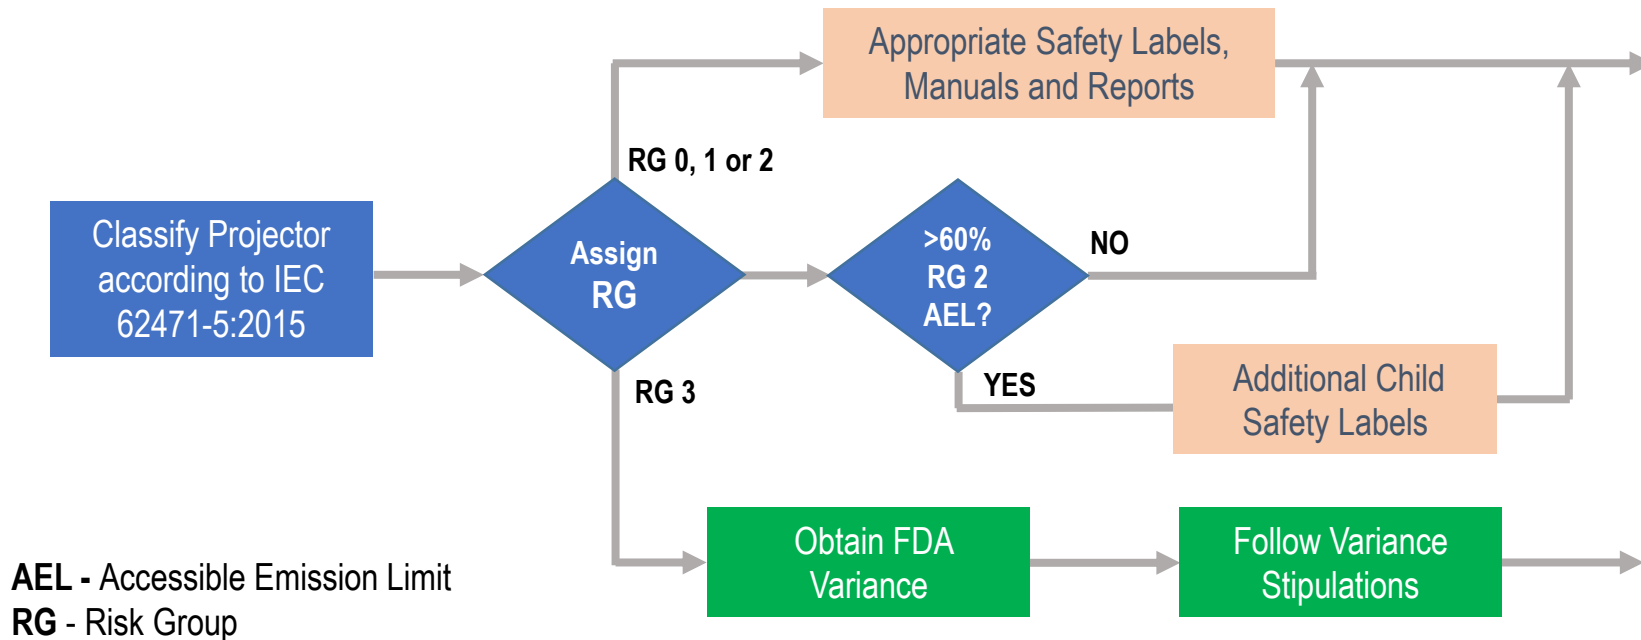 Appropriate Safety Labels,
Manuals and Reports
RG 0, 1 or 2
Classify Projector
according to IEC
62471-5:2015
Assign
RG
>60%
RG 2
AEL?
NO
YES
RG 3
Additional Child
Safety Labels
Obtain FDA
Variance
Follow Variance
Stipulations
AEL - Accessible Emission Limit
RG - Risk Group